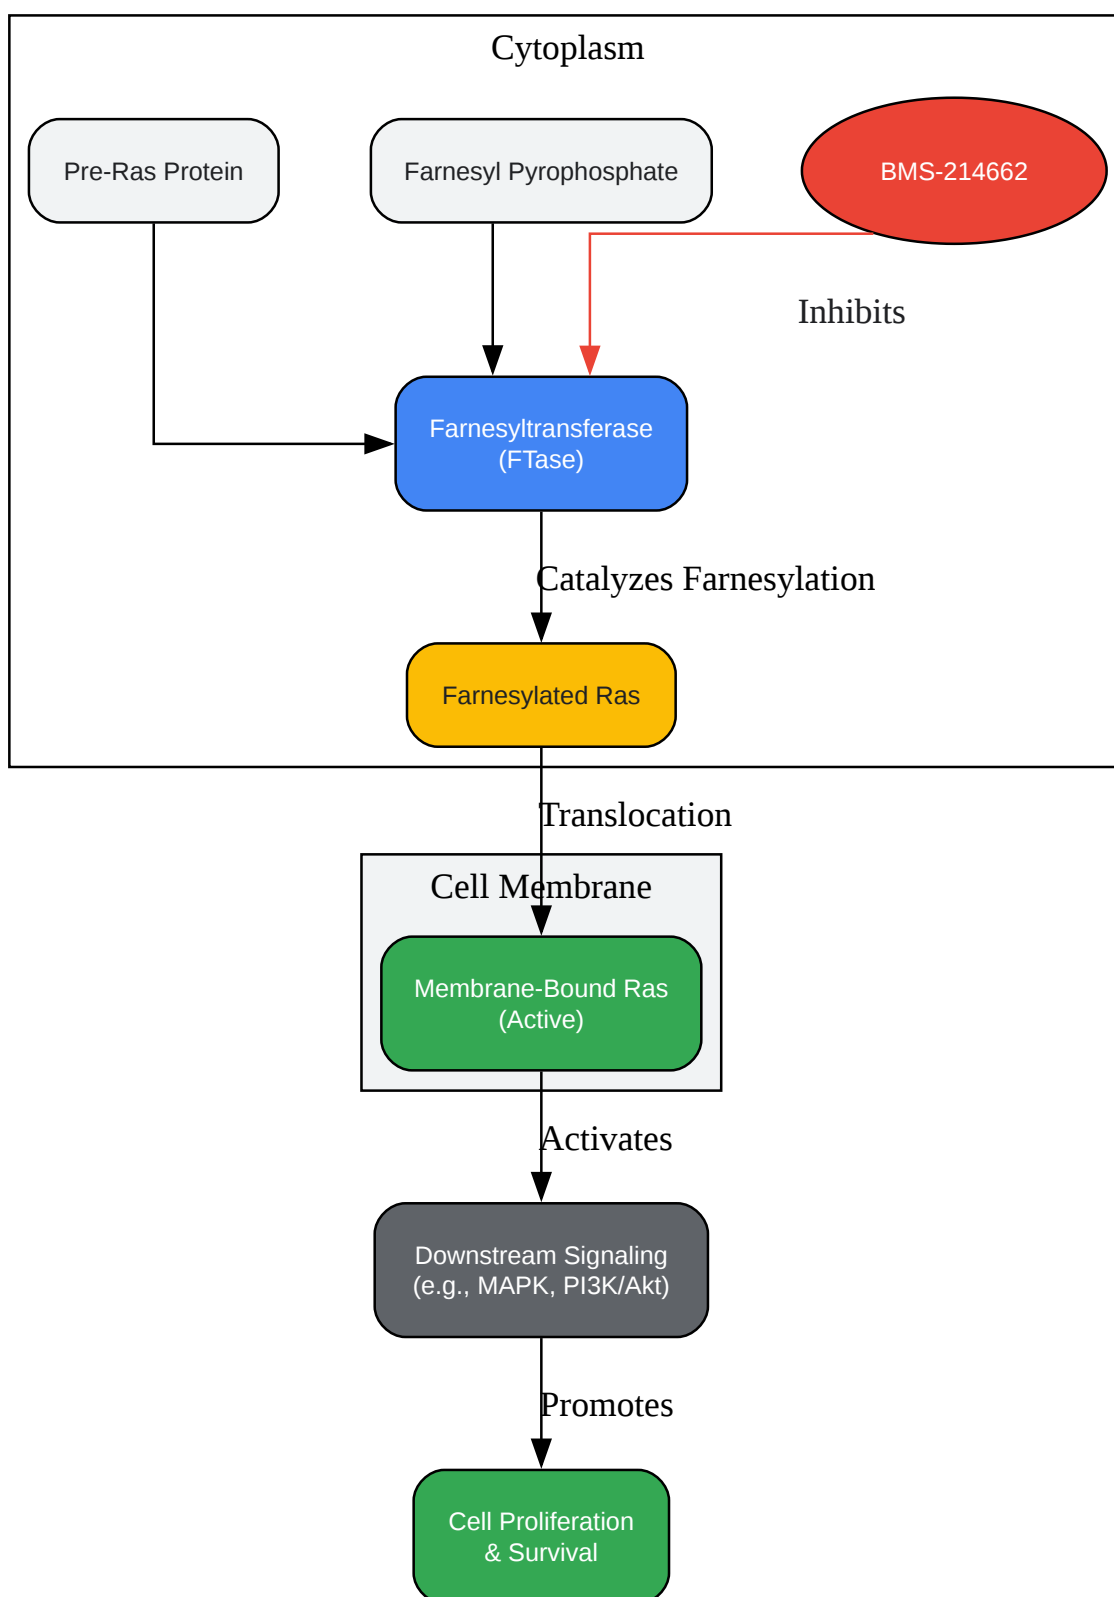 Cytoplasm
Pre-Ras Protein
Farnesyl Pyrophosphate
BMS-214662
Inhibits
Farnesyltransferase
(FTase)
Catalyzes Farnesylation
Farnesylated Ras
Translocation
Cell Membrane
Membrane-Bound Ras
(Active)
Activates
Downstream Signaling
(e.g., MAPK, PI3K/Akt)
Promotes
Cell Proliferation
& Survival